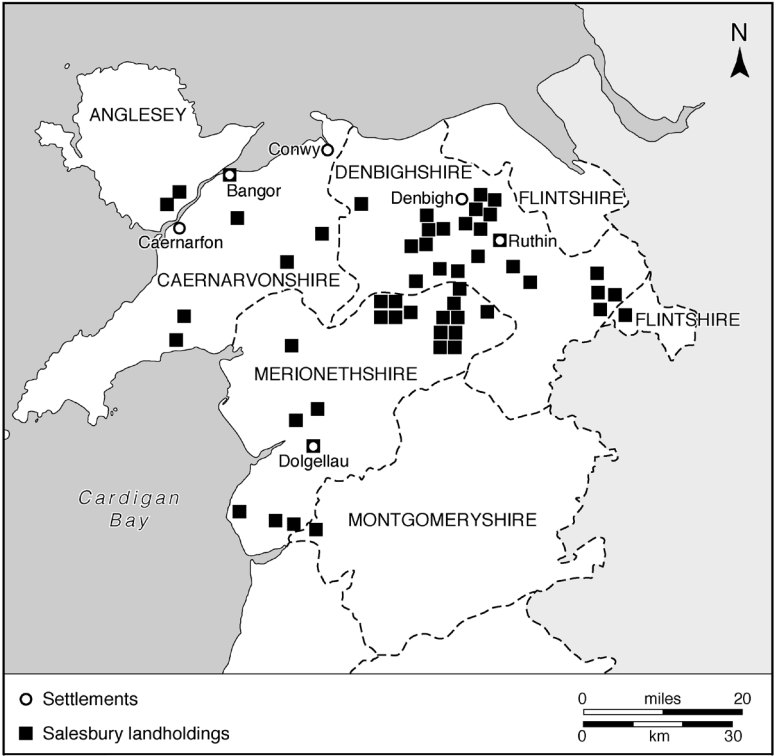 N
ANGLESEY
Conwy
DENBIGHSHIRE
Bangor
Denbigh
FLINTSHIRE
Caernarfon
Ruthin
CAERNARVONSHIRE
FLINTSHIRE
MERIONETHSHIRE
Dolgellau
Cardigan
Bay
MONTGOMERYSHIRE
Settlements
Salesbury landholdings
0 miles 20
0 km 30